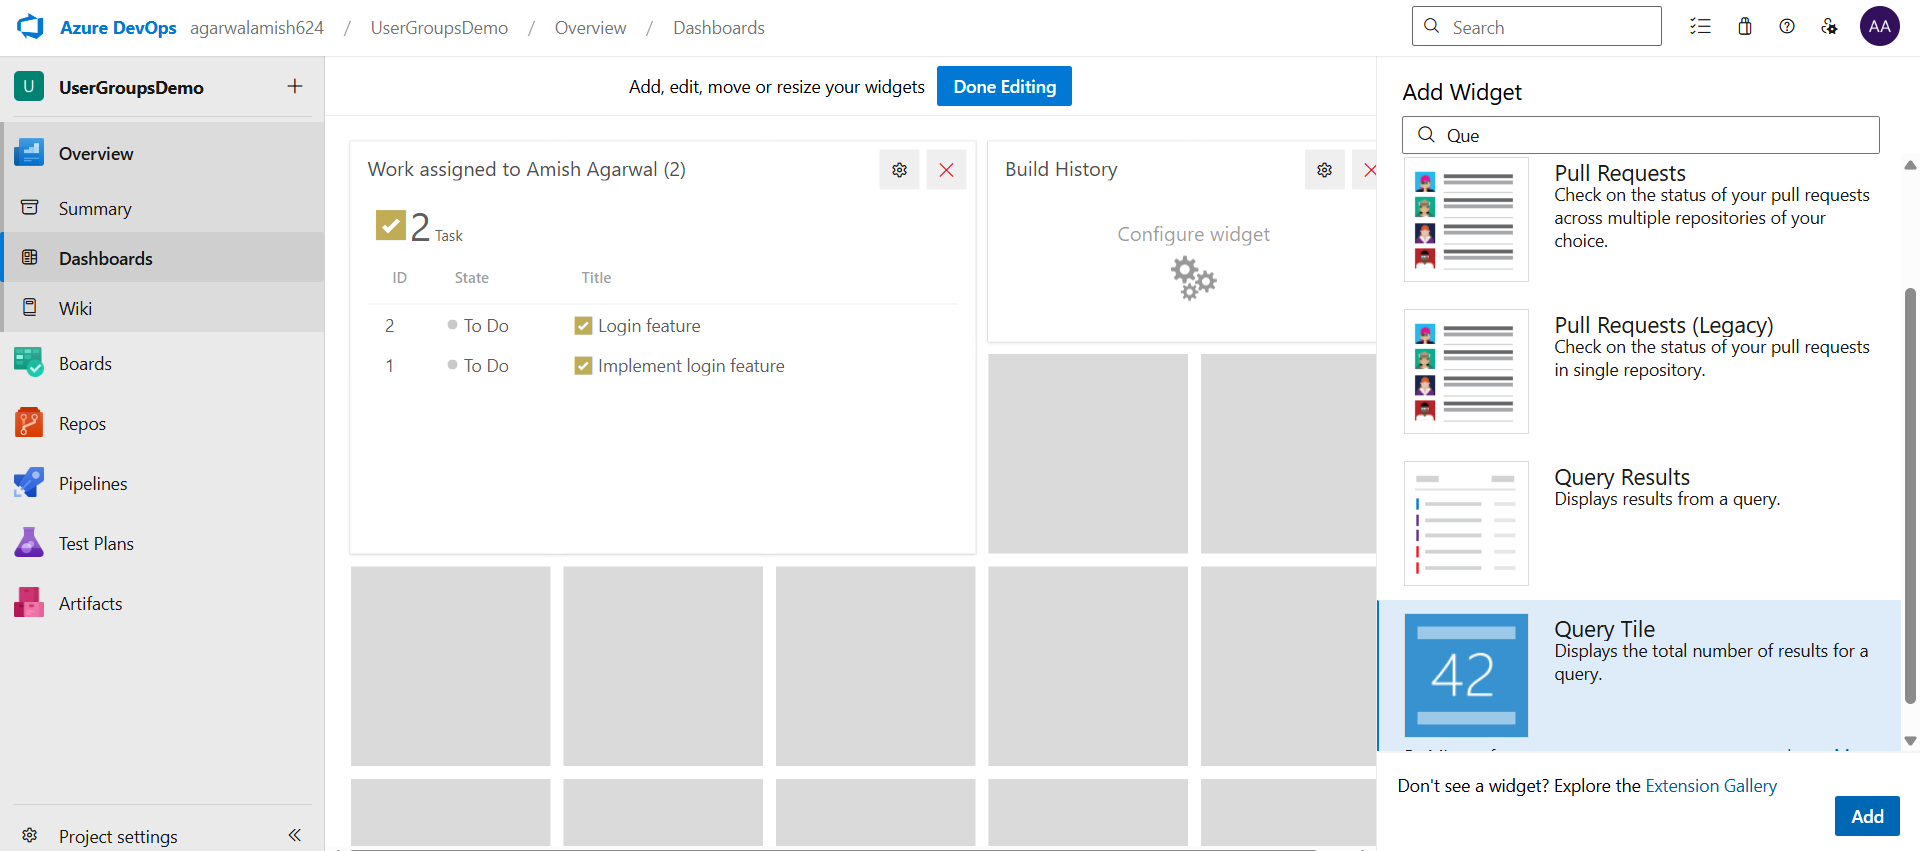 Azure DevOps agarwalamish624 / UserGroupsDemo / Overview / Dashboards
Search
AA
U UserGroupsDemo
Overview
Summary
Dashboards
Wiki
Boards
Repos
Pipelines
Test Plans
Artifacts
Project settings
Add, edit, move or resize your widgets
Done Editing
Work assigned to Amish Agarwal (2)
2 Task
ID State Title
2 To Do Login feature
1 To Do Implement login feature
Build History
Configure widget
Add Widget
Que
Pull Requests
Check on the status of your pull requests
across multiple repositories of your
choice.
Pull Requests (Legacy)
Check on the status of your pull requests
in single repository.
Query Results
Displays results from a query.
42
Query Tile
Displays the total number of results for a
query.
Don't see a widget? Explore the Extension Gallery
Add